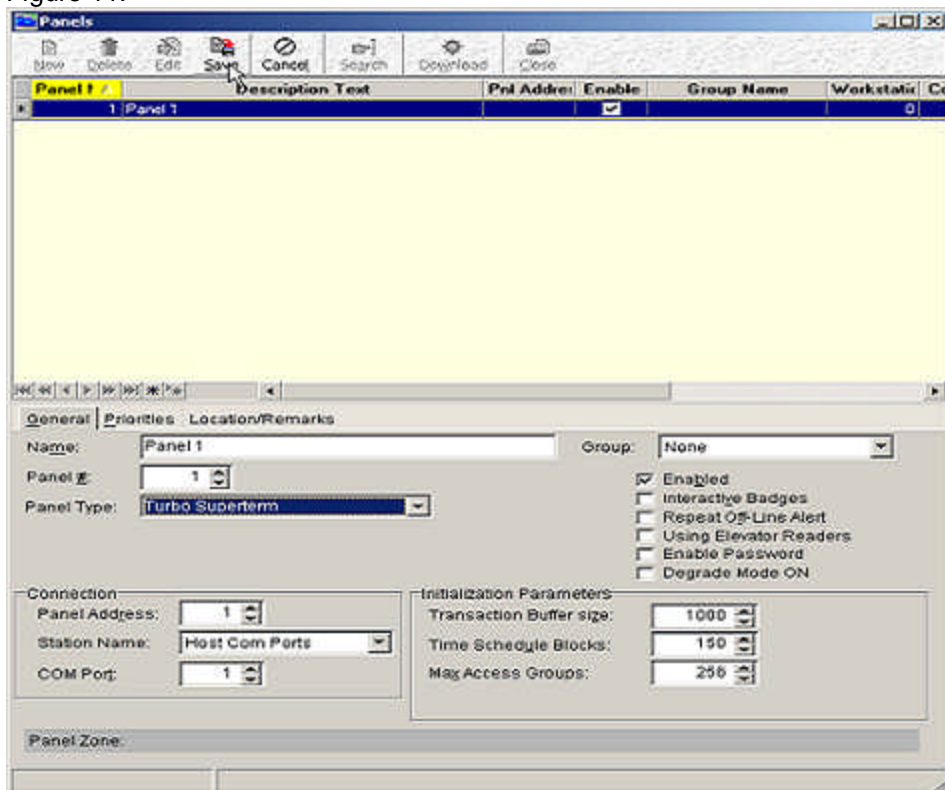 Panels
New Delete Edit Save Cancel Search Download Close
Panel # Description Text Pnl Addre Enable Group Name Workstatio
1 Panel 1 0
General Priorities Location/Remarks
Name: Panel 1 Group: None
Panel #: 1 Enabled
Panel Type: Turbo Superterm Interactive Badges
Repeat Off-Line Alert
Using Elevator Readers
Enable Password
Degrade Mode ON
Connection Initialization Parameters
Panel Address: 1 Transaction Buffer size: 1000
Station Name: Host Com Ports Time Schedule Blocks: 150
COM Port: 1 Max Access Groups: 256
Panel Zone: